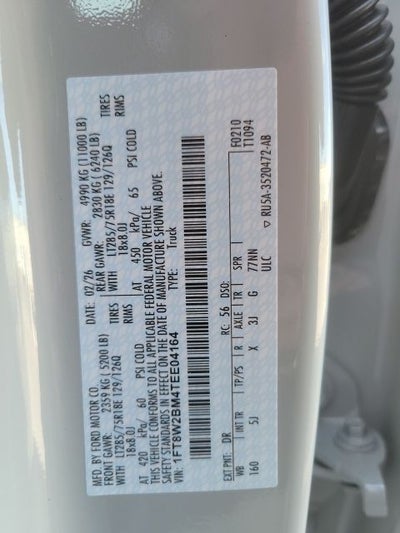 MFD. BY FORD MOTOR CO.
DATE: 02/26 GVWR: 4990 KG (11000 LB)
FRONT GAWR: 2359 KG (5200 LB) REAR GAWR: 2830 KG (6240 LB)
WITH LT285/75R18E 129/126Q TIRES WITH LT285/75R18E 129/126Q TIRES
18x8.0J RIMS 18x8.0J RIMS
AT 420 kPa/ 60 PSI COLD AT 450 kPa/ 65 PSI COLD
THIS VEHICLE CONFORMS TO ALL APPLICABLE FEDERAL MOTOR VEHICLE
SAFETY STANDARDS IN EFFECT ON THE DATE OF MANUFACTURE SHOWN ABOVE.
VIN: 1FT8W2BM4TEE04164
TYPE: Truck
EXT PNT: DR RC: 56 DSO: F0210
WB INT TR TP/PS R AXLE TR SPR T1094
160 5J X 3J G 77NN
ULC ▽ RU5A-3520472-AB